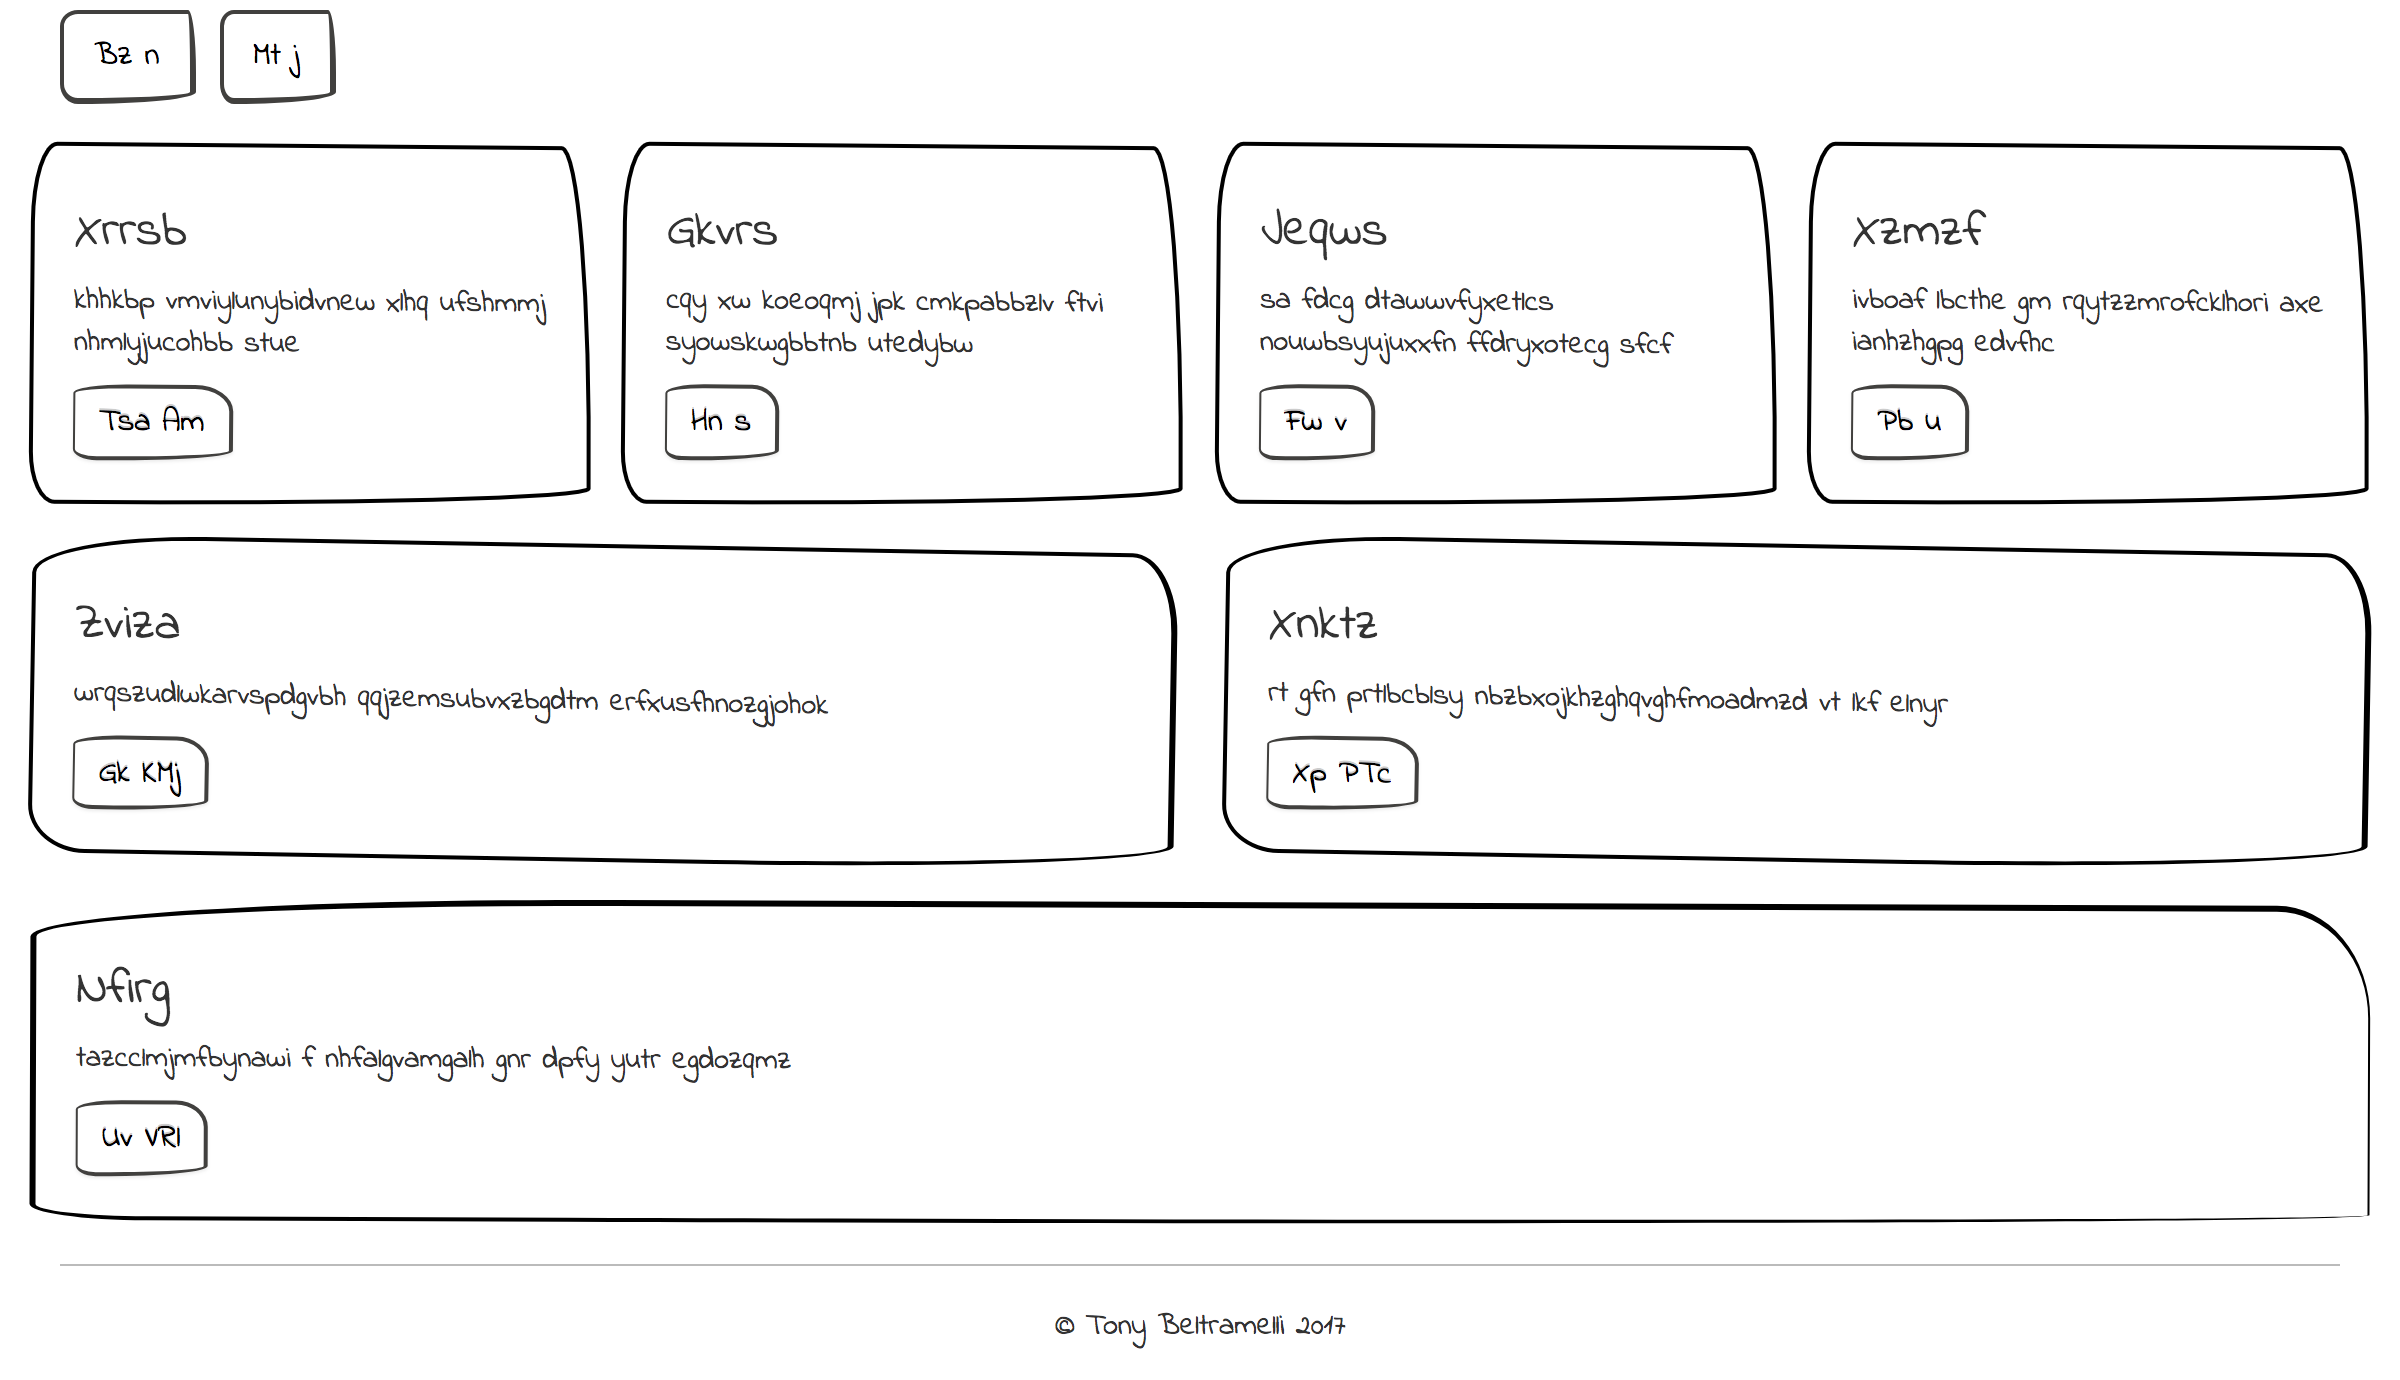 Bz n
Mt j
Xrrsb
khhkbp vmviylunybidvnew xlhq ufshmmj
nhmlyjucohbb stue
Tsa Am
Gkvrs
cqy xw koeoqmj jpk cmkpabbzlv ftvi
syowskwgbbtnb utedybw
Hn s
Jeqws
sa fdcg dtawwvfyxetlcs
nouwbsyujuxxfn ffdryxotecg sfcf
Fw v
Xzmzf
ivboaf lbcthe gm rqytzzmrofcklhori axe
ianhzhgpg edvfhc
Pb u
Zviza
wrqszudlwkarvspdgvbh qqjzemsubvxzbgdtm erfxusfhnozgjohok
Gk KMj
Xnktz
rt gfn prtlbcblsy nbzbxojkhzghqvghfmoadmzd vt lkf elnyr
Xp PTc
Nfirg
tazcclmjmfbynawi f nhfalgvamgalh gnr dpfy yutr egdozqmz
Uv VRl
© Tony Beltramelli 2017